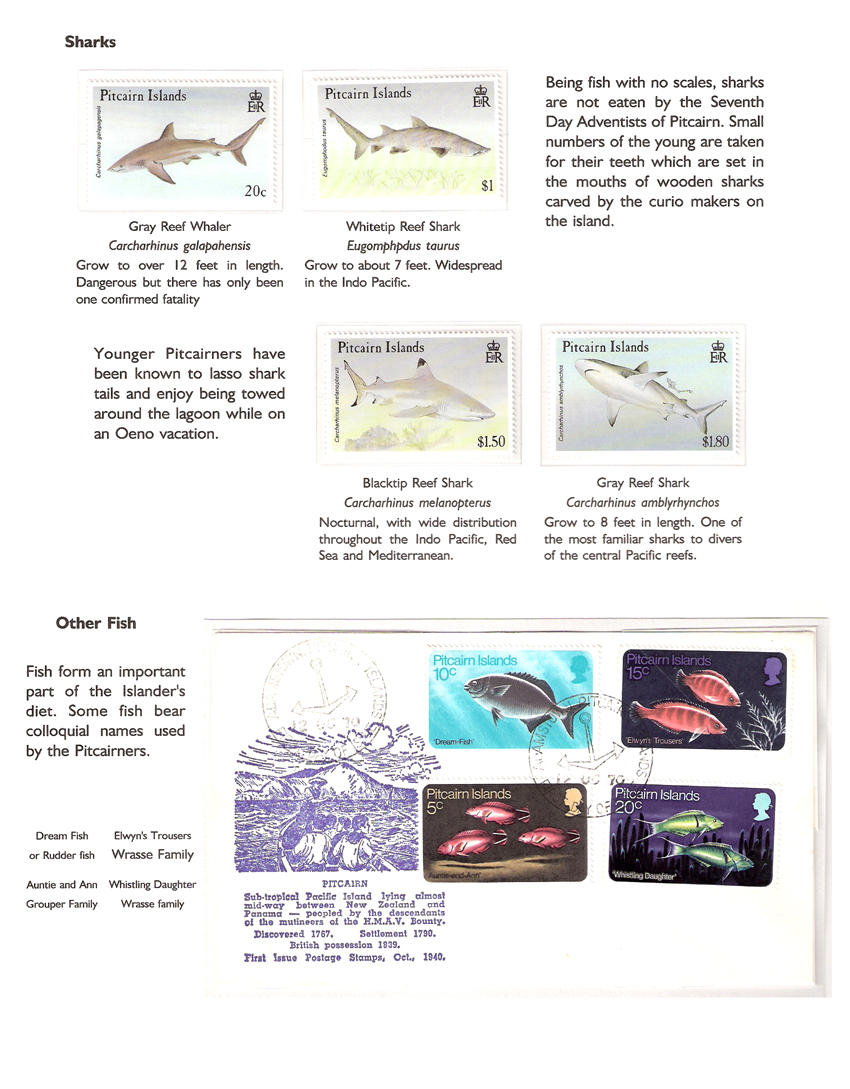 Sharks
Pitcairn Islands
EIIR
Carcharhinus galapagensis
20c
Pitcairn Islands
EIIR
Eugomphodus taurus
$1
Being fish with no scales, sharks
are not eaten by the Seventh
Day Adventists of Pitcairn. Small
numbers of the young are taken
for their teeth which are set in
the mouths of wooden sharks
carved by the curio makers on
the island.
Gray Reef Whaler
Carcharhinus galapahensis
Grow to over 12 feet in length.
Dangerous but there has only been
one confirmed fatality
Whitetip Reef Shark
Eugomphpdus taurus
Grow to about 7 feet. Widespread
in the Indo Pacific.
Younger Pitcairners have
been known to lasso shark
tails and enjoy being towed
around the lagoon while on
an Oeno vacation.
Pitcairn Islands
EIIR
Carcharhinus melanopterus
$1.50
Pitcairn Islands
EIIR
Carcharhinus amblyrhynchos
$1.80
Blacktip Reef Shark
Carcharhinus melanopterus
Nocturnal, with wide distribution
throughout the Indo Pacific, Red
Sea and Mediterranean.
Gray Reef Shark
Carcharhinus amblyrhynchos
Grow to 8 feet in length. One of
the most familiar sharks to divers
of the central Pacific reefs.
Other Fish
Fish form an important
part of the Islander's
diet. Some fish bear
colloquial names used
by the Pitcairners.
Dream Fish
or Rudder fish
Elwyn's Trousers
Wrasse Family
Auntie and Ann
Grouper Family
Whistling Daughter
Wrasse family
Pitcairn Islands
10c
'Dream-Fish'
Pitcairn Islands
15c
'Elwyn's Trousers'
Pitcairn Islands
5c
'Auntie-and-Ann'
Pitcairn Islands
20c
'Whistling Daughter'
PITCAIRN
Sub-tropical Pacific Island lying almost
mid-way between New Zealand and
Panama — peopled by the descendants
of the mutineers of the H.M.A.V. Bounty.
Discovered 1767. Settlement 1790.
British possession 1839.
First Issue Postage Stamps, Oct., 1940.